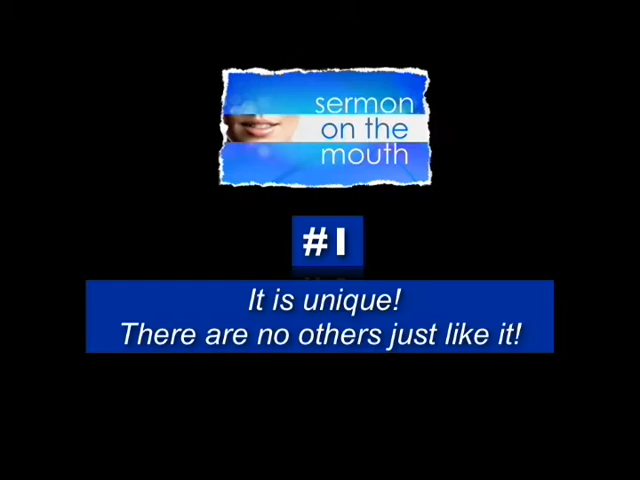 sermon
on the
mouth
#1
It is unique!
There are no others just like it!